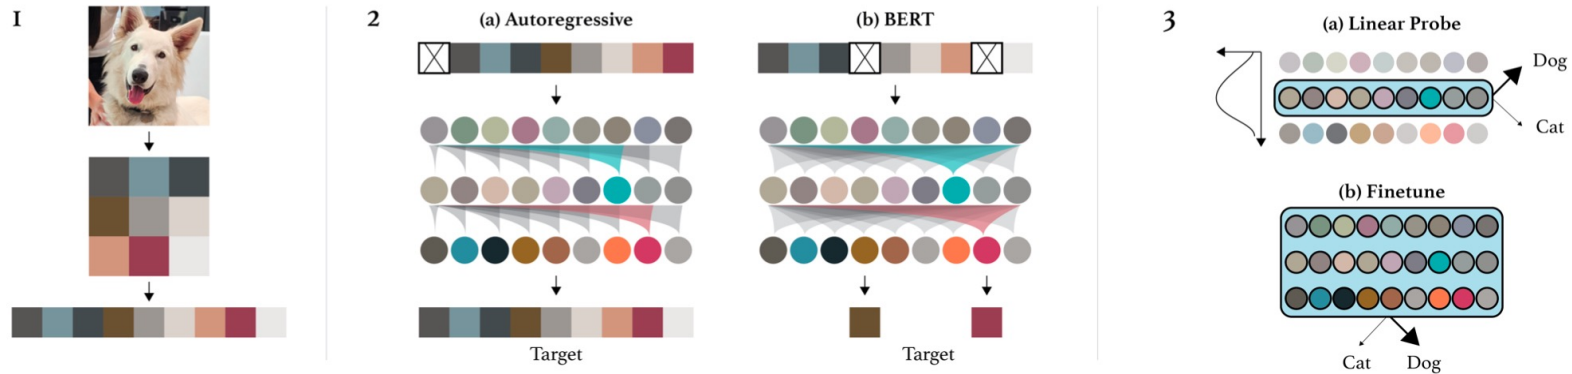 1
2
(a) Autoregressive
(b) BERT
Target
Target
3
(a) Linear Probe
Dog
Cat
(b) Finetune
Cat
Dog